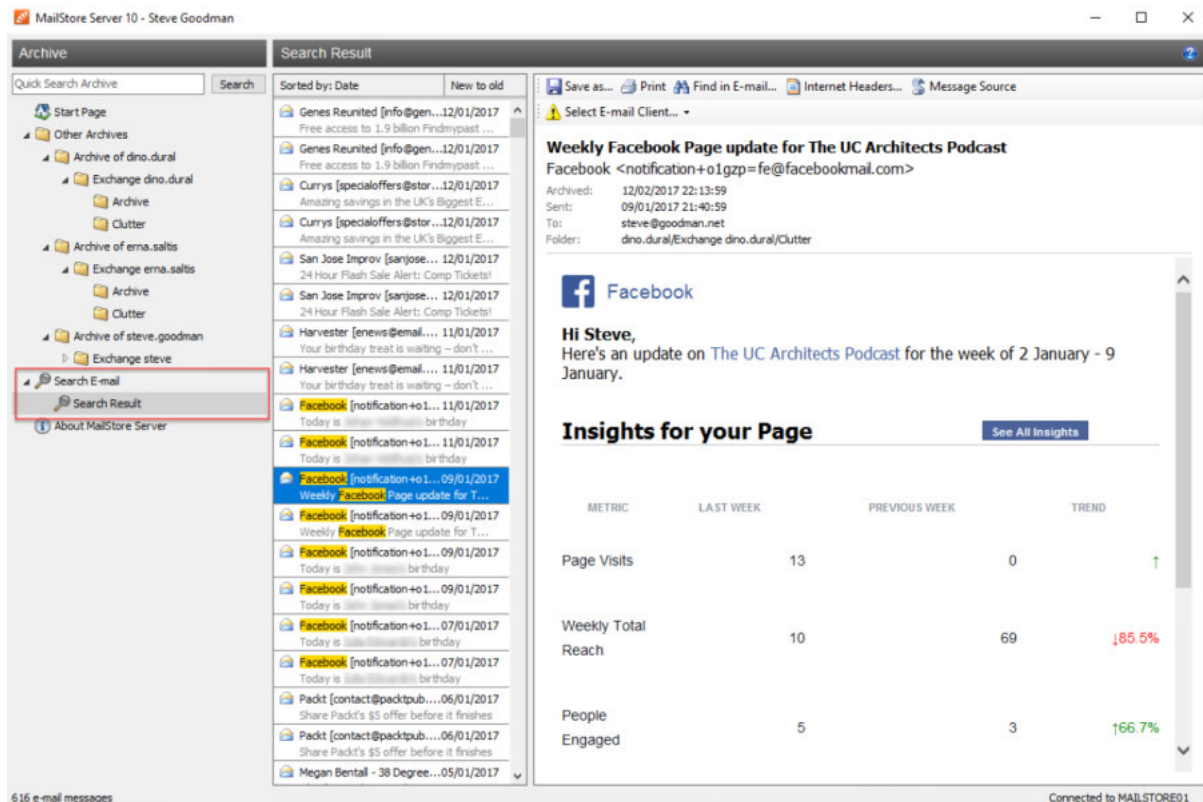 MailStore Server 10 - Steve Goodman
Archive
Quick Search Archive
Search
Start Page
Other Archives
Archive of dino.dural
Exchange dino.dural
Archive
Clutter
Archive of erna.saltis
Exchange erna.saltis
Archive
Clutter
Archive of steve.goodman
Exchange steve
Search E-mail
Search Result
About MailStore Server
Search Result
Sorted by: Date New to old
Genes Reunited [info@gen...12/01/2017
Free access to 1.9 billion Findmypast ...
Genes Reunited [info@gen...12/01/2017
Free access to 1.9 billion Findmypast ...
Currys [specialoffers@stor...12/01/2017
Amazing savings in the UK's Biggest E...
Currys [specialoffers@stor...12/01/2017
Amazing savings in the UK's Biggest E...
San Jose Improv [sanjose... 12/01/2017
24 Hour Flash Sale Alert: Comp Tickets!
San Jose Improv [sanjose... 12/01/2017
24 Hour Flash Sale Alert: Comp Tickets!
Harvester [enews@email.... 11/01/2017
Your birthday treat is waiting – don't ...
Harvester [enews@email.... 11/01/2017
Your birthday treat is waiting – don't ...
Facebook [notification+o1... 11/01/2017
Today is birthday
Facebook [notification+o1... 11/01/2017
Today is birthday
Facebook [notification+o1... 09/01/2017
Weekly Facebook Page update for T...
Facebook [notification+o1... 09/01/2017
Weekly Facebook Page update for T...
Facebook [notification+o1... 09/01/2017
Today is birthday
Facebook [notification+o1... 09/01/2017
Today is birthday
Facebook [notification+o1... 07/01/2017
Today is birthday
Facebook [notification+o1... 07/01/2017
Today is birthday
Packt [contact@packtpub....06/01/2017
Share Packt's $5 offer before it finishes
Packt [contact@packtpub....06/01/2017
Share Packt's $5 offer before it finishes
Megan Bentall - 38 Degree...05/01/2017
Save as... Print Find in E-mail... Internet Headers... Message Source
Select E-mail Client...
Weekly Facebook Page update for The UC Architects Podcast
Facebook <notification+o1gzp=fe@facebookmail.com>
Archived: 12/02/2017 22:13:59
Sent: 09/01/2017 21:40:59
To: steve@goodman.net
Folder: dino.dural/Exchange dino.dural/Clutter
Facebook
Hi Steve,
Here's an update on The UC Architects Podcast for the week of 2 January - 9
January.
Insights for your Page See All Insights
METRIC LAST WEEK PREVIOUS WEEK TREND
Page Visits 13 0 ↑
Weekly Total
Reach 10 69 ↓85.5%
People
Engaged 5 3 ↑66.7%
616 e-mail messages
Connected to MAILSTORE01